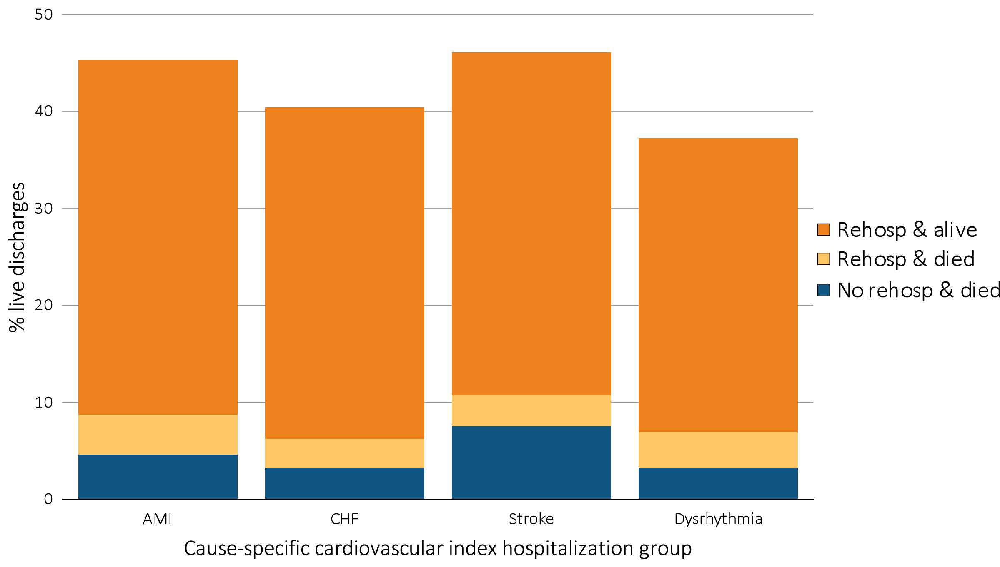 50
40
30
20
10
0
% live discharges
AMI
CHF
Stroke
Dysrhythmia
Cause-specific cardiovascular index hospitalization group
Rehosp & alive
Rehosp & died
No rehosp & died